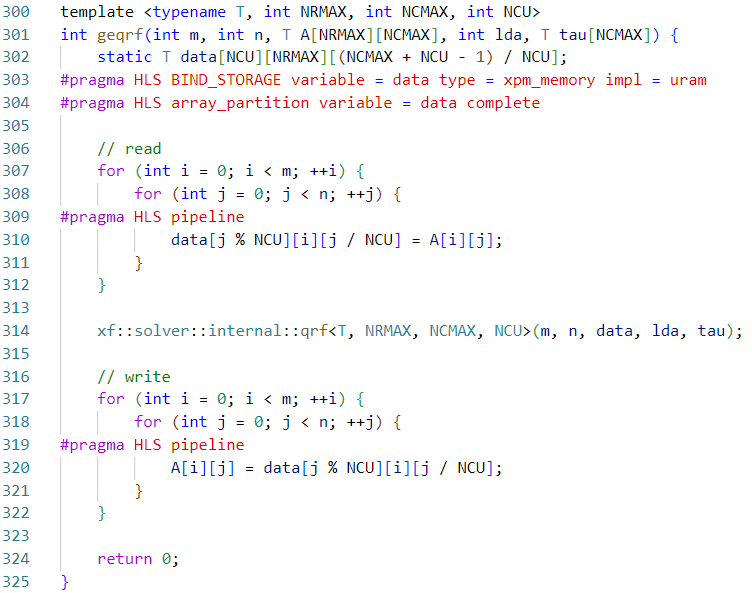 300 template <typename T, int NRMAX, int NCMAX, int NCU>
301 int geqrf(int m, int n, T A[NRMAX][NCMAX], int lda, T tau[NCMAX]) {
302     static T data[NCU][NRMAX][(NCMAX + NCU - 1) / NCU];
303 #pragma HLS BIND_STORAGE variable = data type = xpm_memory impl = uram
304 #pragma HLS array_partition variable = data complete
305
306     // read
307     for (int i = 0; i < m; ++i) {
308         for (int j = 0; j < n; ++j) {
309 #pragma HLS pipeline
310             data[j % NCU][i][j / NCU] = A[i][j];
311         }
312     }
313
314     xf::solver::internal::qrf<T, NRMAX, NCMAX, NCU>(m, n, data, lda, tau);
315
316     // write
317     for (int i = 0; i < m; ++i) {
318         for (int j = 0; j < n; ++j) {
319 #pragma HLS pipeline
320             A[i][j] = data[j % NCU][i][j / NCU];
321         }
322     }
323
324     return 0;
325 }